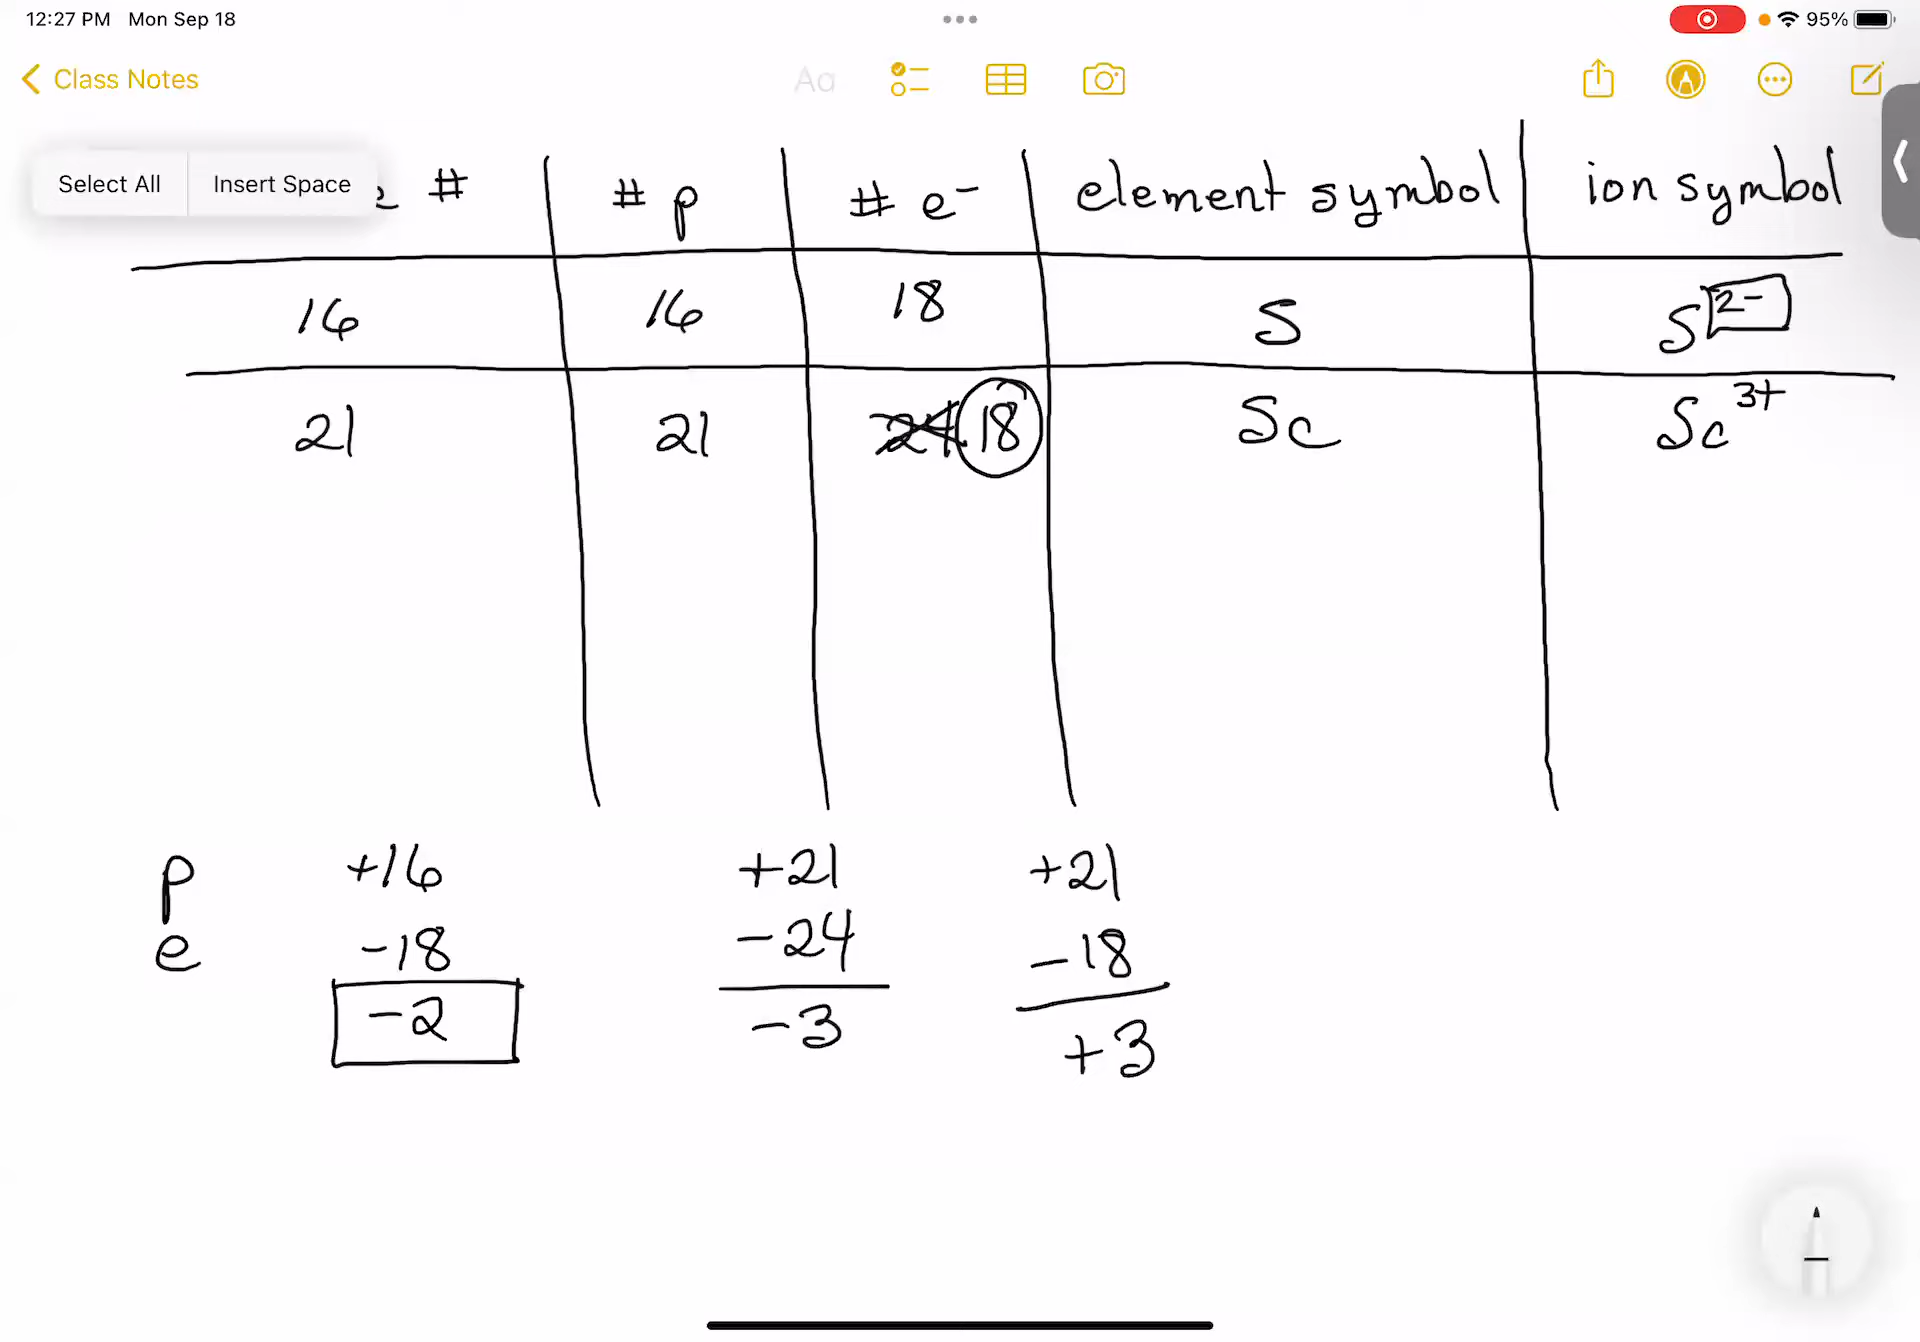 12:27 PM Mon Sep 18
95%
Class Notes
Aa
Select All Insert Space
# # p # e⁻ element symbol ion symbol
16 16 18 S S²⁻
21 21 24 18 Sc Sc³⁺
p +16 +21 +21
e -18 -24 -18
-2 -3 +3